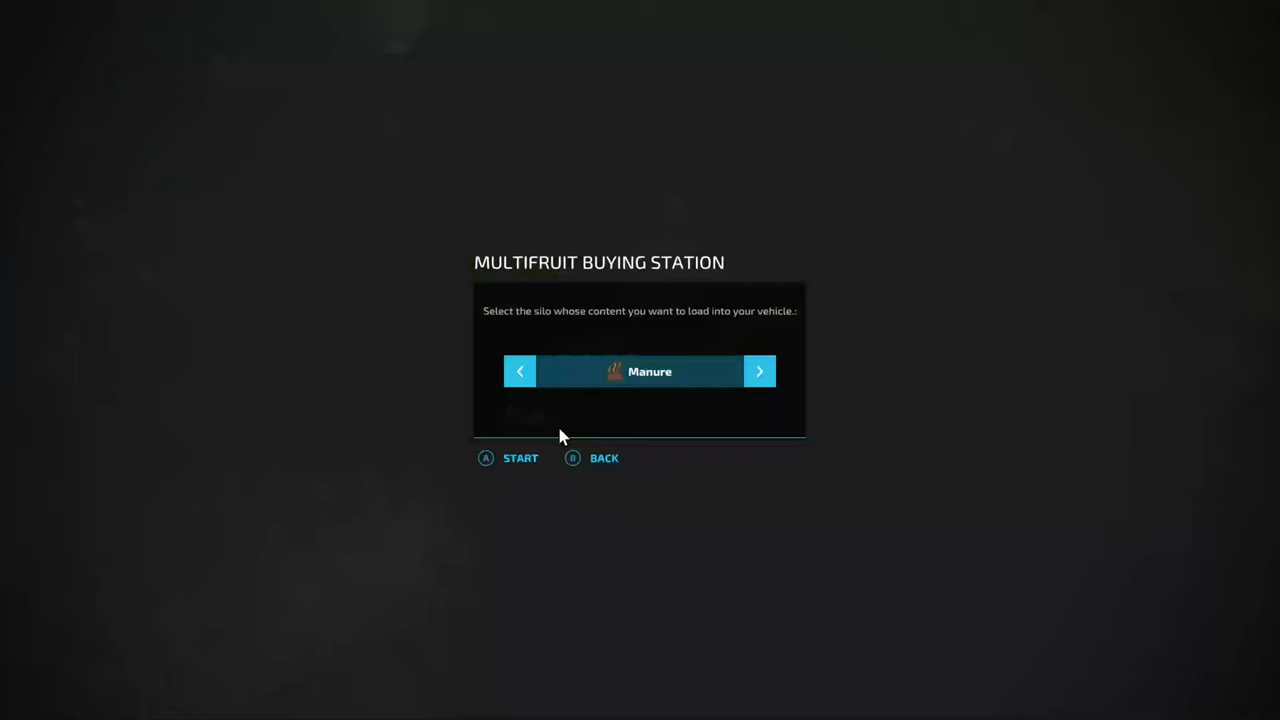 MULTIFRUIT BUYING STATION
Select the silo whose content you want to load into your vehicle.:
Manure
A START B BACK